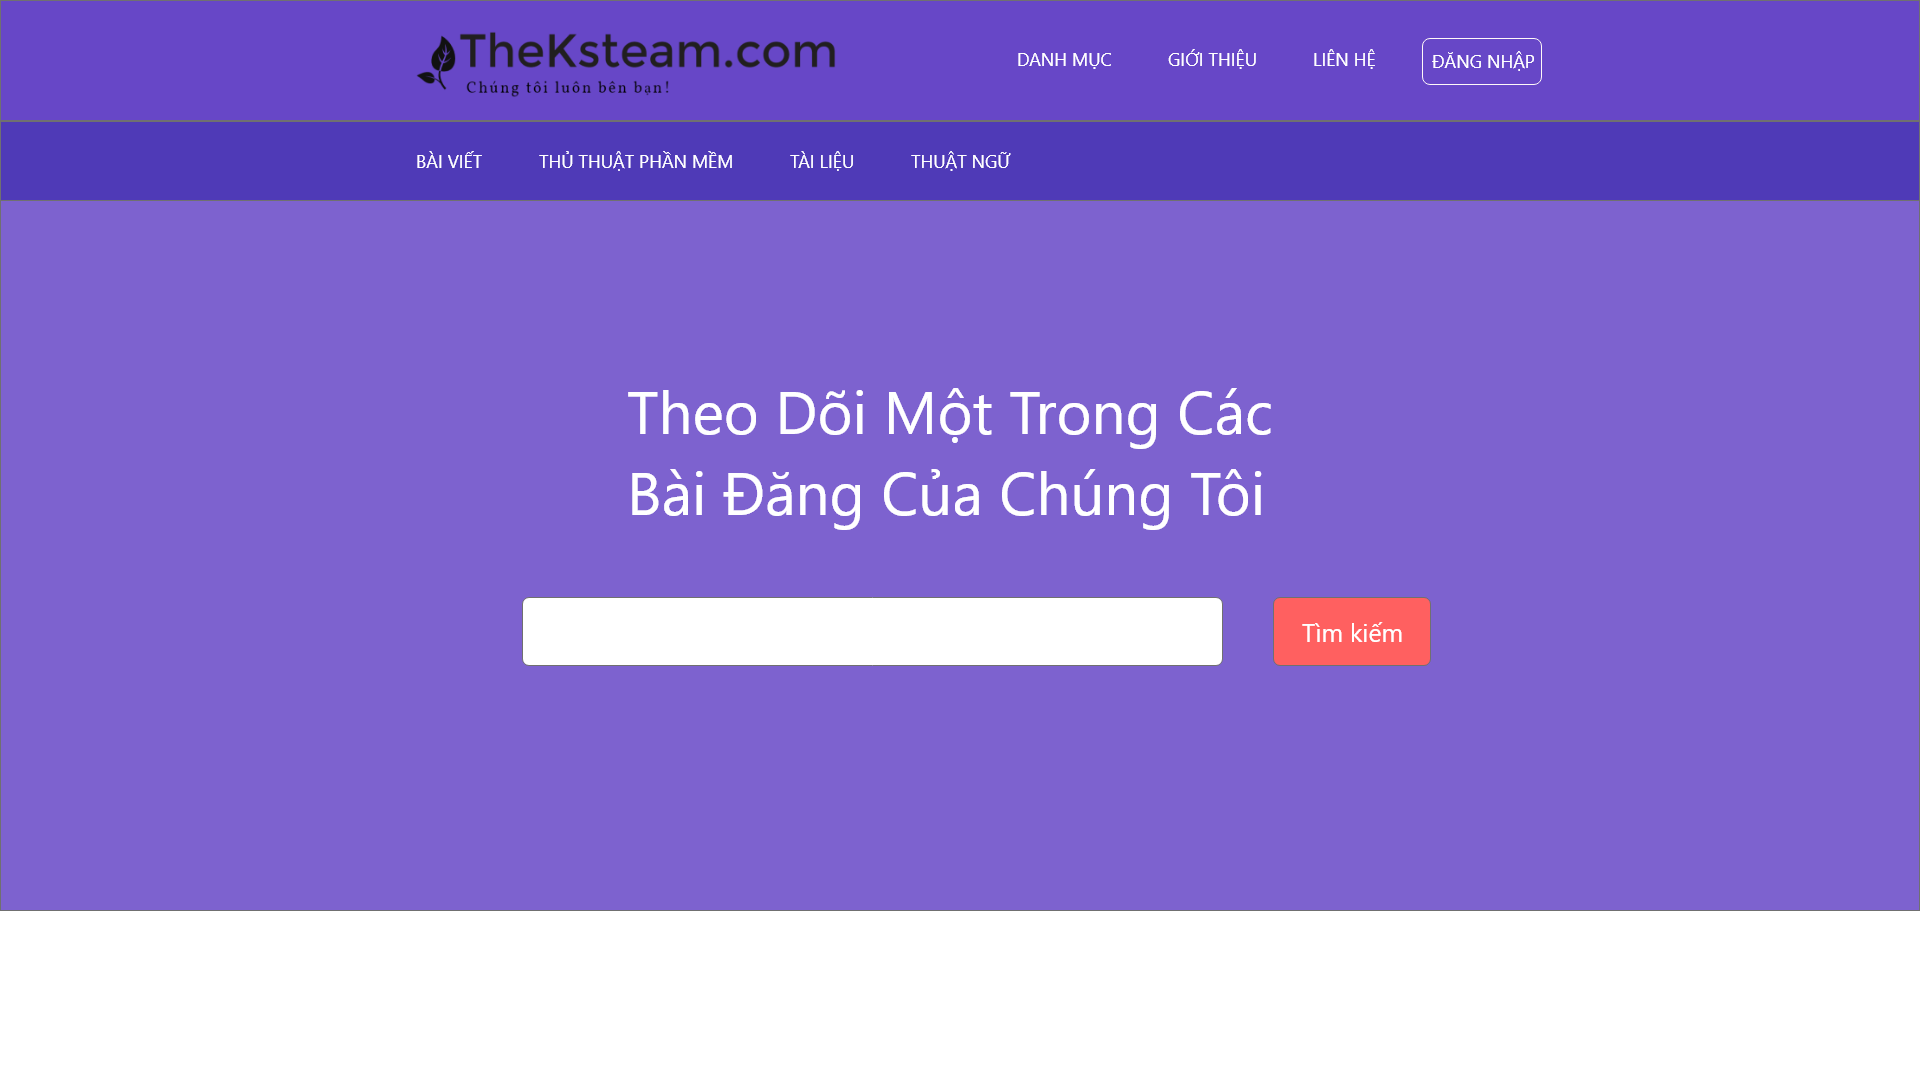 TheKsteam.com
Chúng tôi luôn bên bạn!
DANH MỤC
GIỚI THIỆU
LIÊN HỆ
ĐĂNG NHẬP
BÀI VIẾT
THỦ THUẬT PHẦN MỀM
TÀI LIỆU
THUẬT NGỮ
Theo Dõi Một Trong Các
Bài Đăng Của Chúng Tôi
Tìm kiếm